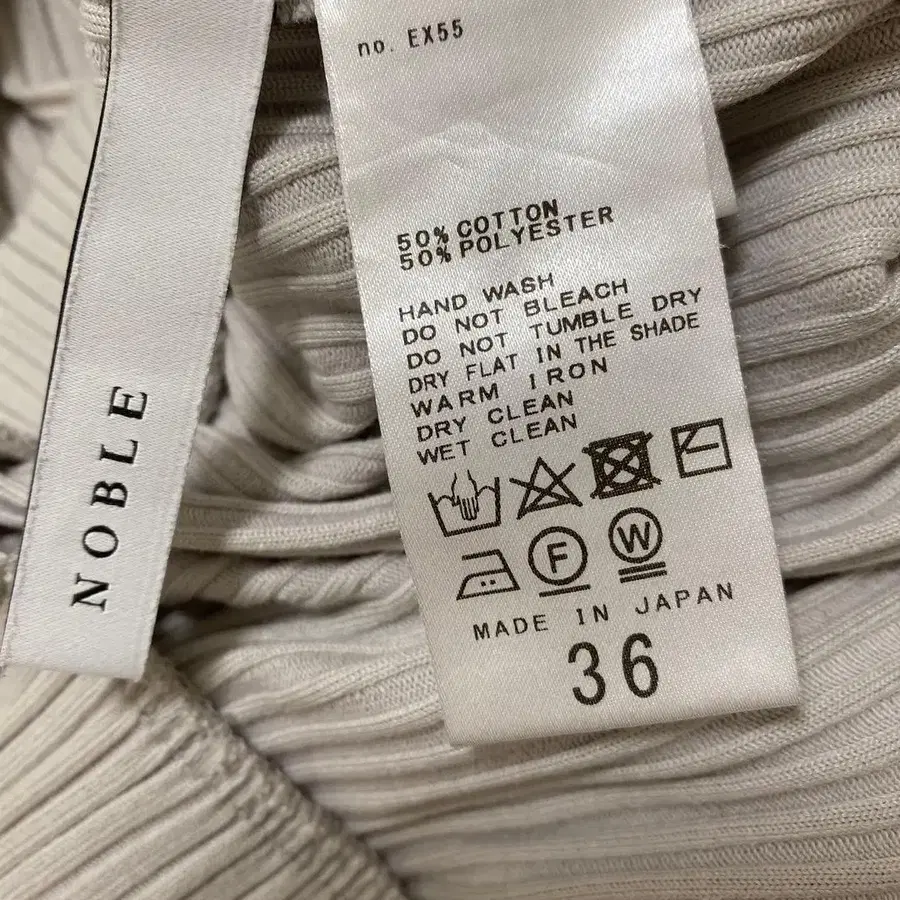 NOBLE
no. EX55
50% COTTON
50% POLYESTER
HAND WASH
DO NOT BLEACH
DO NOT TUMBLE DRY
DRY FLAT IN THE SHADE
WARM IRON
DRY CLEAN
WET CLEAN
F W
MADE IN JAPAN
36